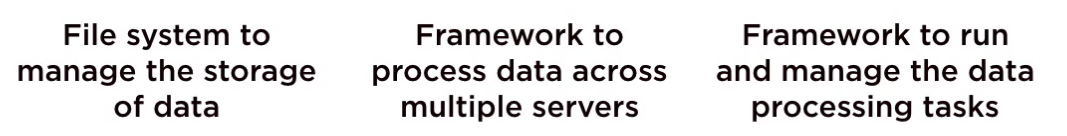 File system to
manage the storage
of data
Framework to
process data across
multiple servers
Framework to run
and manage the data
processing tasks